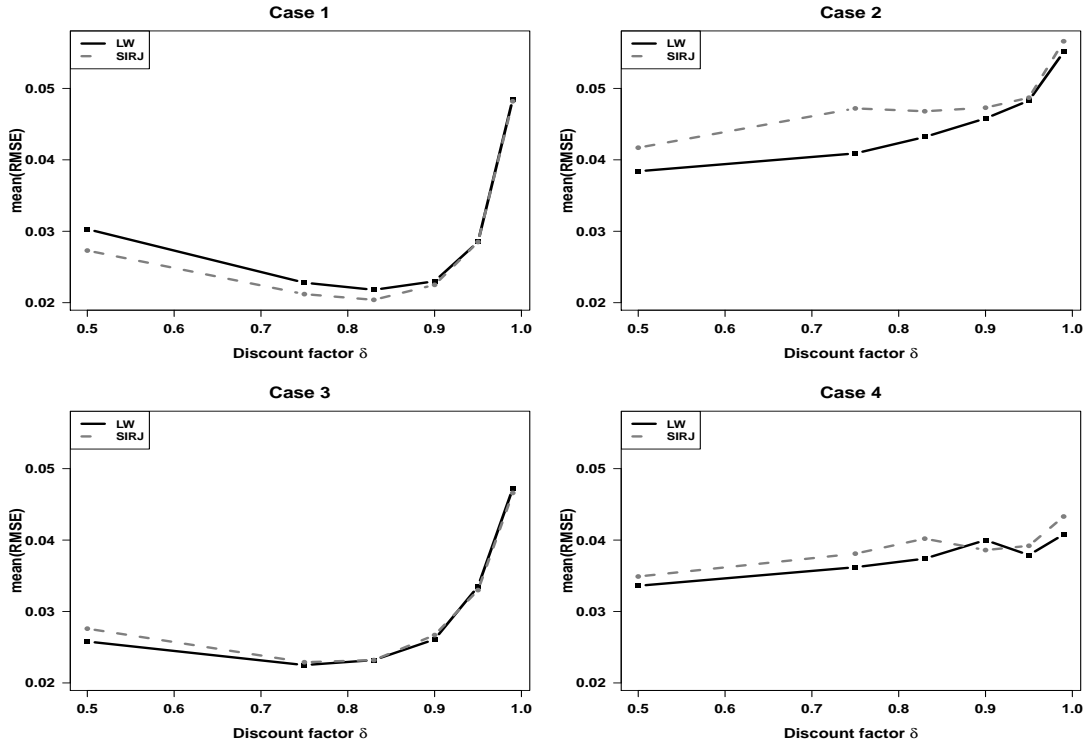 Case 1
LW
SIRJ
mean(RMSE)
0.05
0.04
0.03
0.02
0.5 0.6 0.7 0.8 0.9 1.0
Discount factor δ
Case 2
LW
SIRJ
mean(RMSE)
0.05
0.04
0.03
0.02
0.5 0.6 0.7 0.8 0.9 1.0
Discount factor δ
Case 3
LW
SIRJ
mean(RMSE)
0.05
0.04
0.03
0.02
0.5 0.6 0.7 0.8 0.9 1.0
Discount factor δ
Case 4
LW
SIRJ
mean(RMSE)
0.05
0.04
0.03
0.02
0.5 0.6 0.7 0.8 0.9 1.0
Discount factor δ